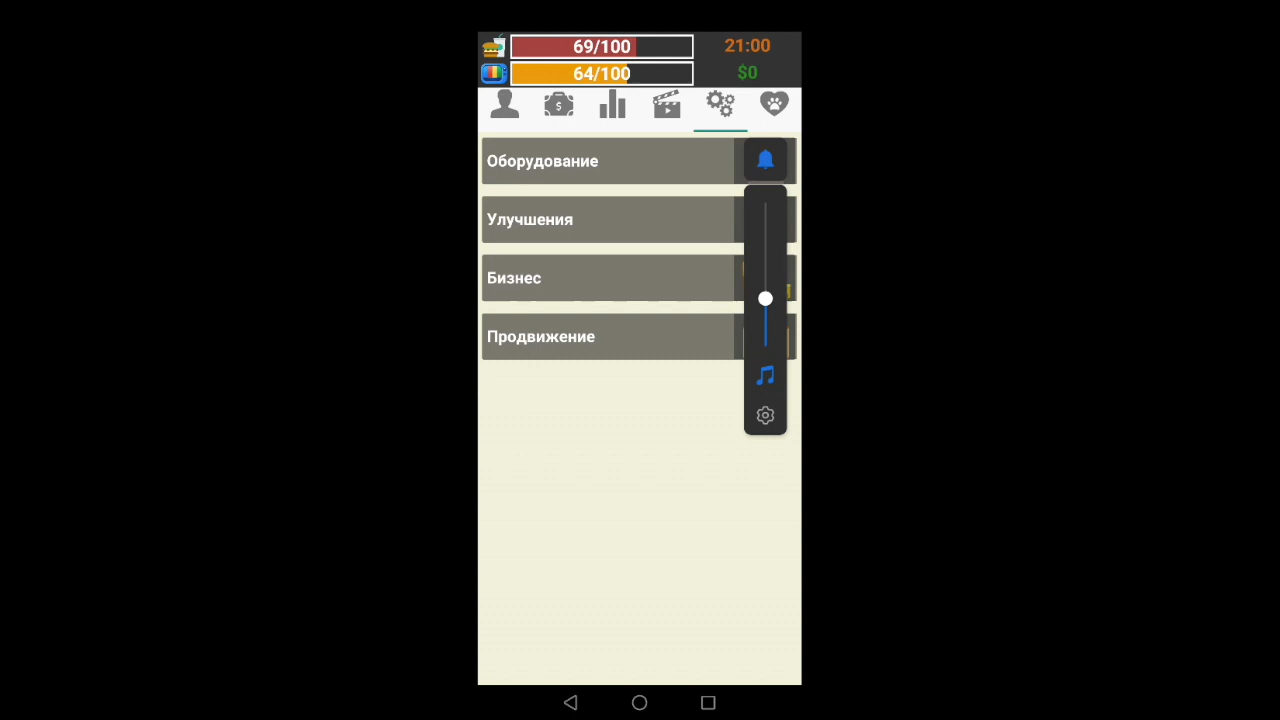 69/100
21:00
64/100
$0
Оборудование
Улучшения
Бизнес
Продвижение